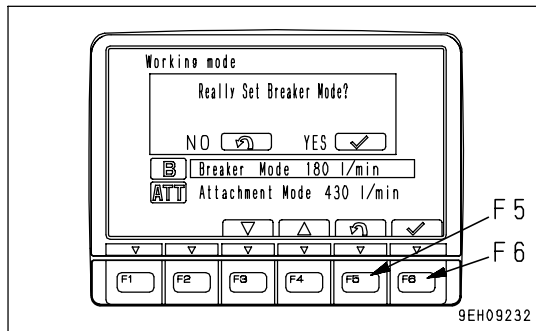 Working mode
Really Set Breaker Mode?
NO YES
B Breaker Mode 180 l/min
ATT Attachment Mode 430 l/min
F5
F6
F1 F2 F3 F4 F5 F6
9EH09232